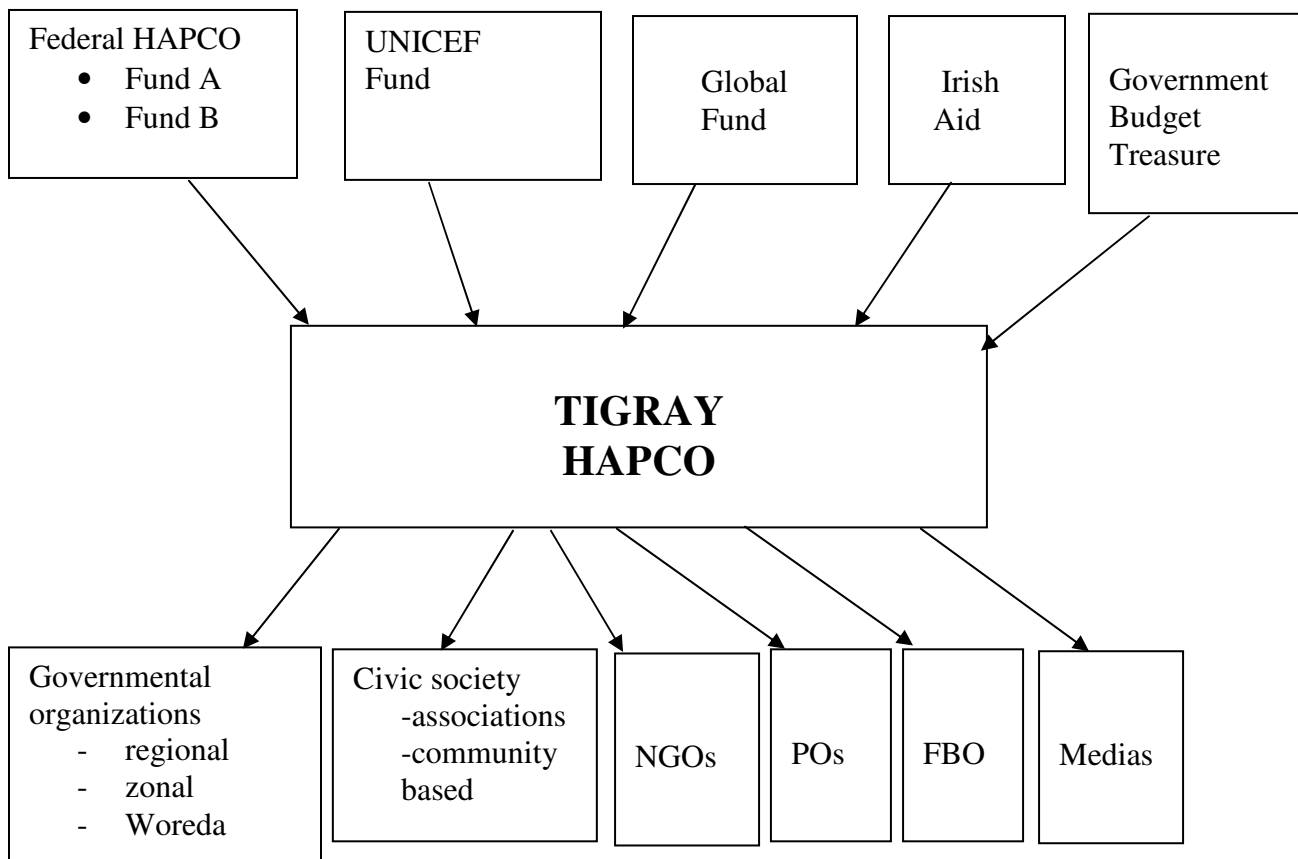 Federal HAPCO
• Fund A
• Fund B
UNICEF
Fund
Global
Fund
Irish
Aid
Government
Budget
Treasure
TIGRAY
HAPCO
Governmental
organizations
- regional
- zonal
- Woreda
Civic society
-associations
-community
based
NGOs
POs
FBO
Medias